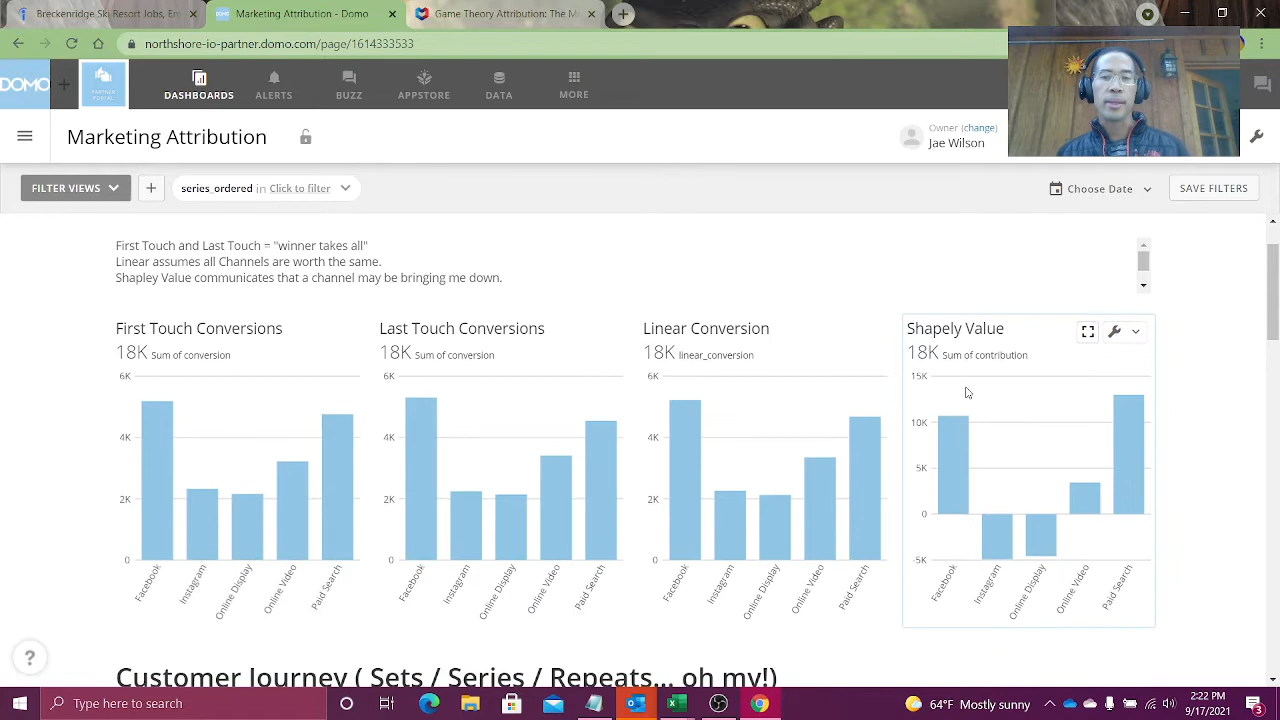 Breckenridge Ski Resort
Marketing Attribution - Domo
Game Theory Attribution: The M
northshore-io-partner.domo.com/page/1614333533
DOMO
PARTNER
PORTAL
DASHBOARDS
ALERTS
BUZZ
APPSTORE
DATA
MORE
Marketing Attribution
Owner (change)
Jae Wilson
FILTER VIEWS
series_ordered in Click to filter
Choose Date
SAVE FILTERS
First Touch and Last Touch = "winner takes all"
Linear assumes all Channels are worth the same.
Shapley Value communicates that a channel may be bringing me down.
First Touch Conversions
18K Sum of conversion
6K
4K
2K
0
Facebook
Instagram
Online Display
Online Video
Paid Search
Last Touch Conversions
18K Sum of conversion
6K
4K
2K
0
Facebook
Instagram
Online Display
Online Video
Paid Search
Linear Conversion
18K linear_conversion
6K
4K
2K
0
Facebook
Instagram
Online Display
Online Video
Paid Search
Shapely Value
18K Sum of contribution
15K
10K
5K
0
-5K
Facebook
Instagram
Online Display
Online Video
Paid Search
Customer Journey ( Sets / Series / Repeats... oh my!)
?
Type here to search
64°F Mostly sunny
2:22 PM
9/17/2021
3